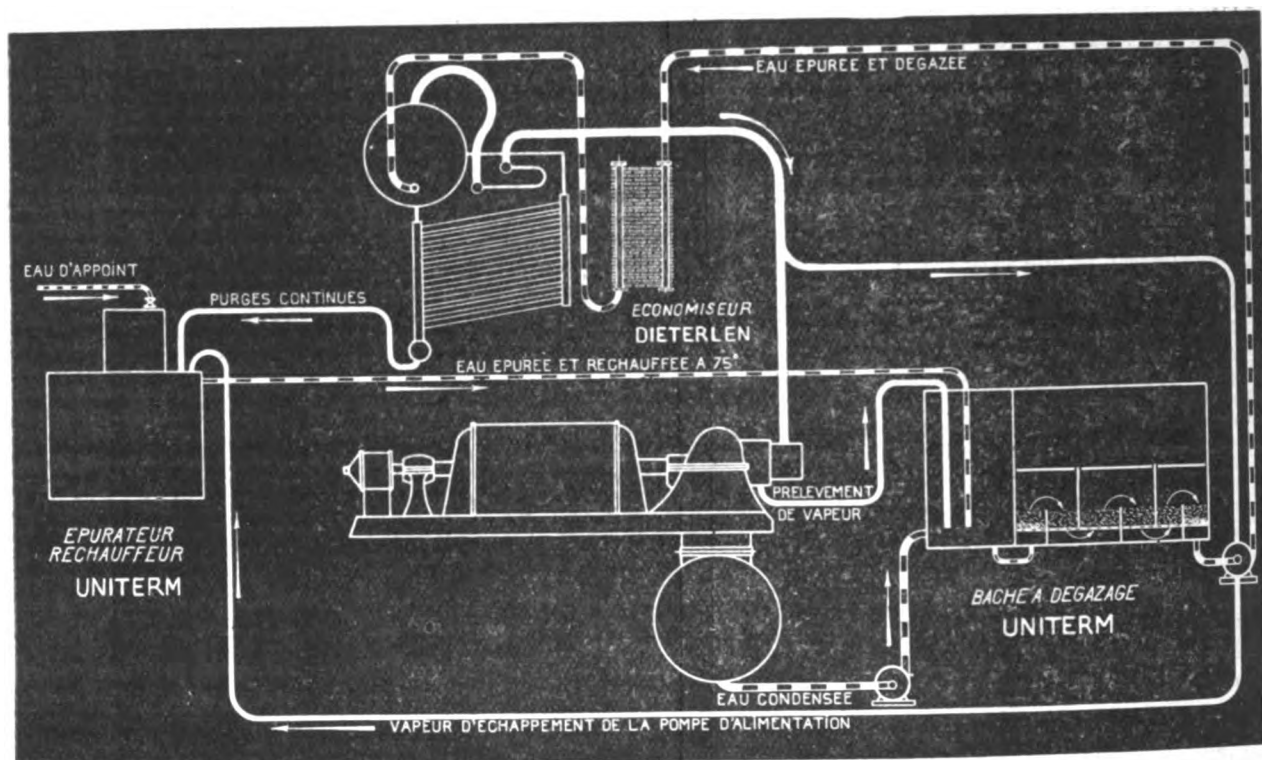 EAU EPUREE ET DEGAZEE
EAU D'APPOINT
PURGES CONTINUES
ECONOMISEUR
DIETERLEN
EAU EPUREE ET RECHAUFFEE A 75°
PRELEVEMENT
DE VAPEUR
EPURATEUR
RECHAUFFEUR
UNITERM
BACHE A DEGAZAGE
UNITERM
EAU CONDENSEE
VAPEUR D'ECHAPPEMENT DE LA POMPE D'ALIMENTATION